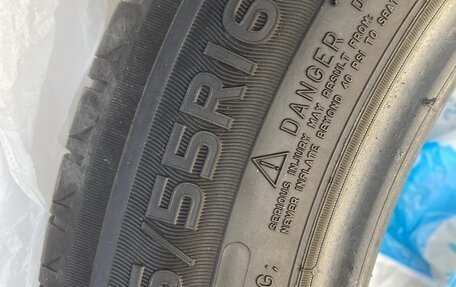 5/55R16
⚠ DANGER
SERIOUS INJURY MAY RESULT FROM:
NEVER INFLATE BEYOND 40 PSI TO SEAT
G;